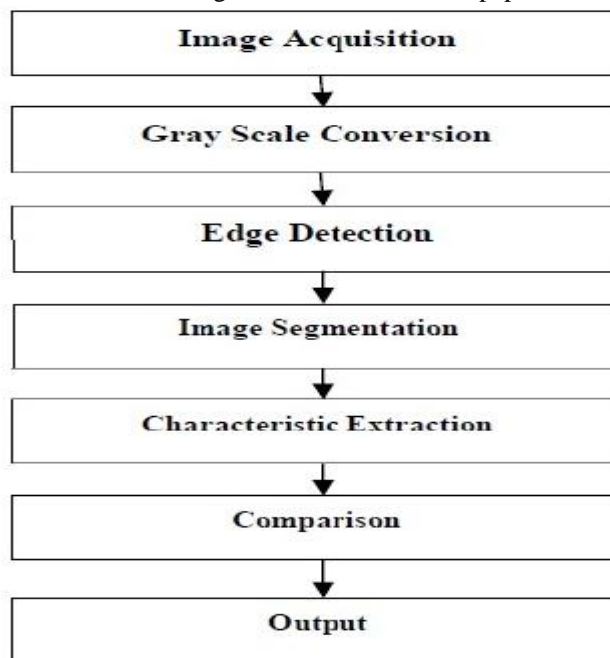 Image Acquisition
Gray Scale Conversion
Edge Detection
Image Segmentation
Characteristic Extraction
Comparison
Output